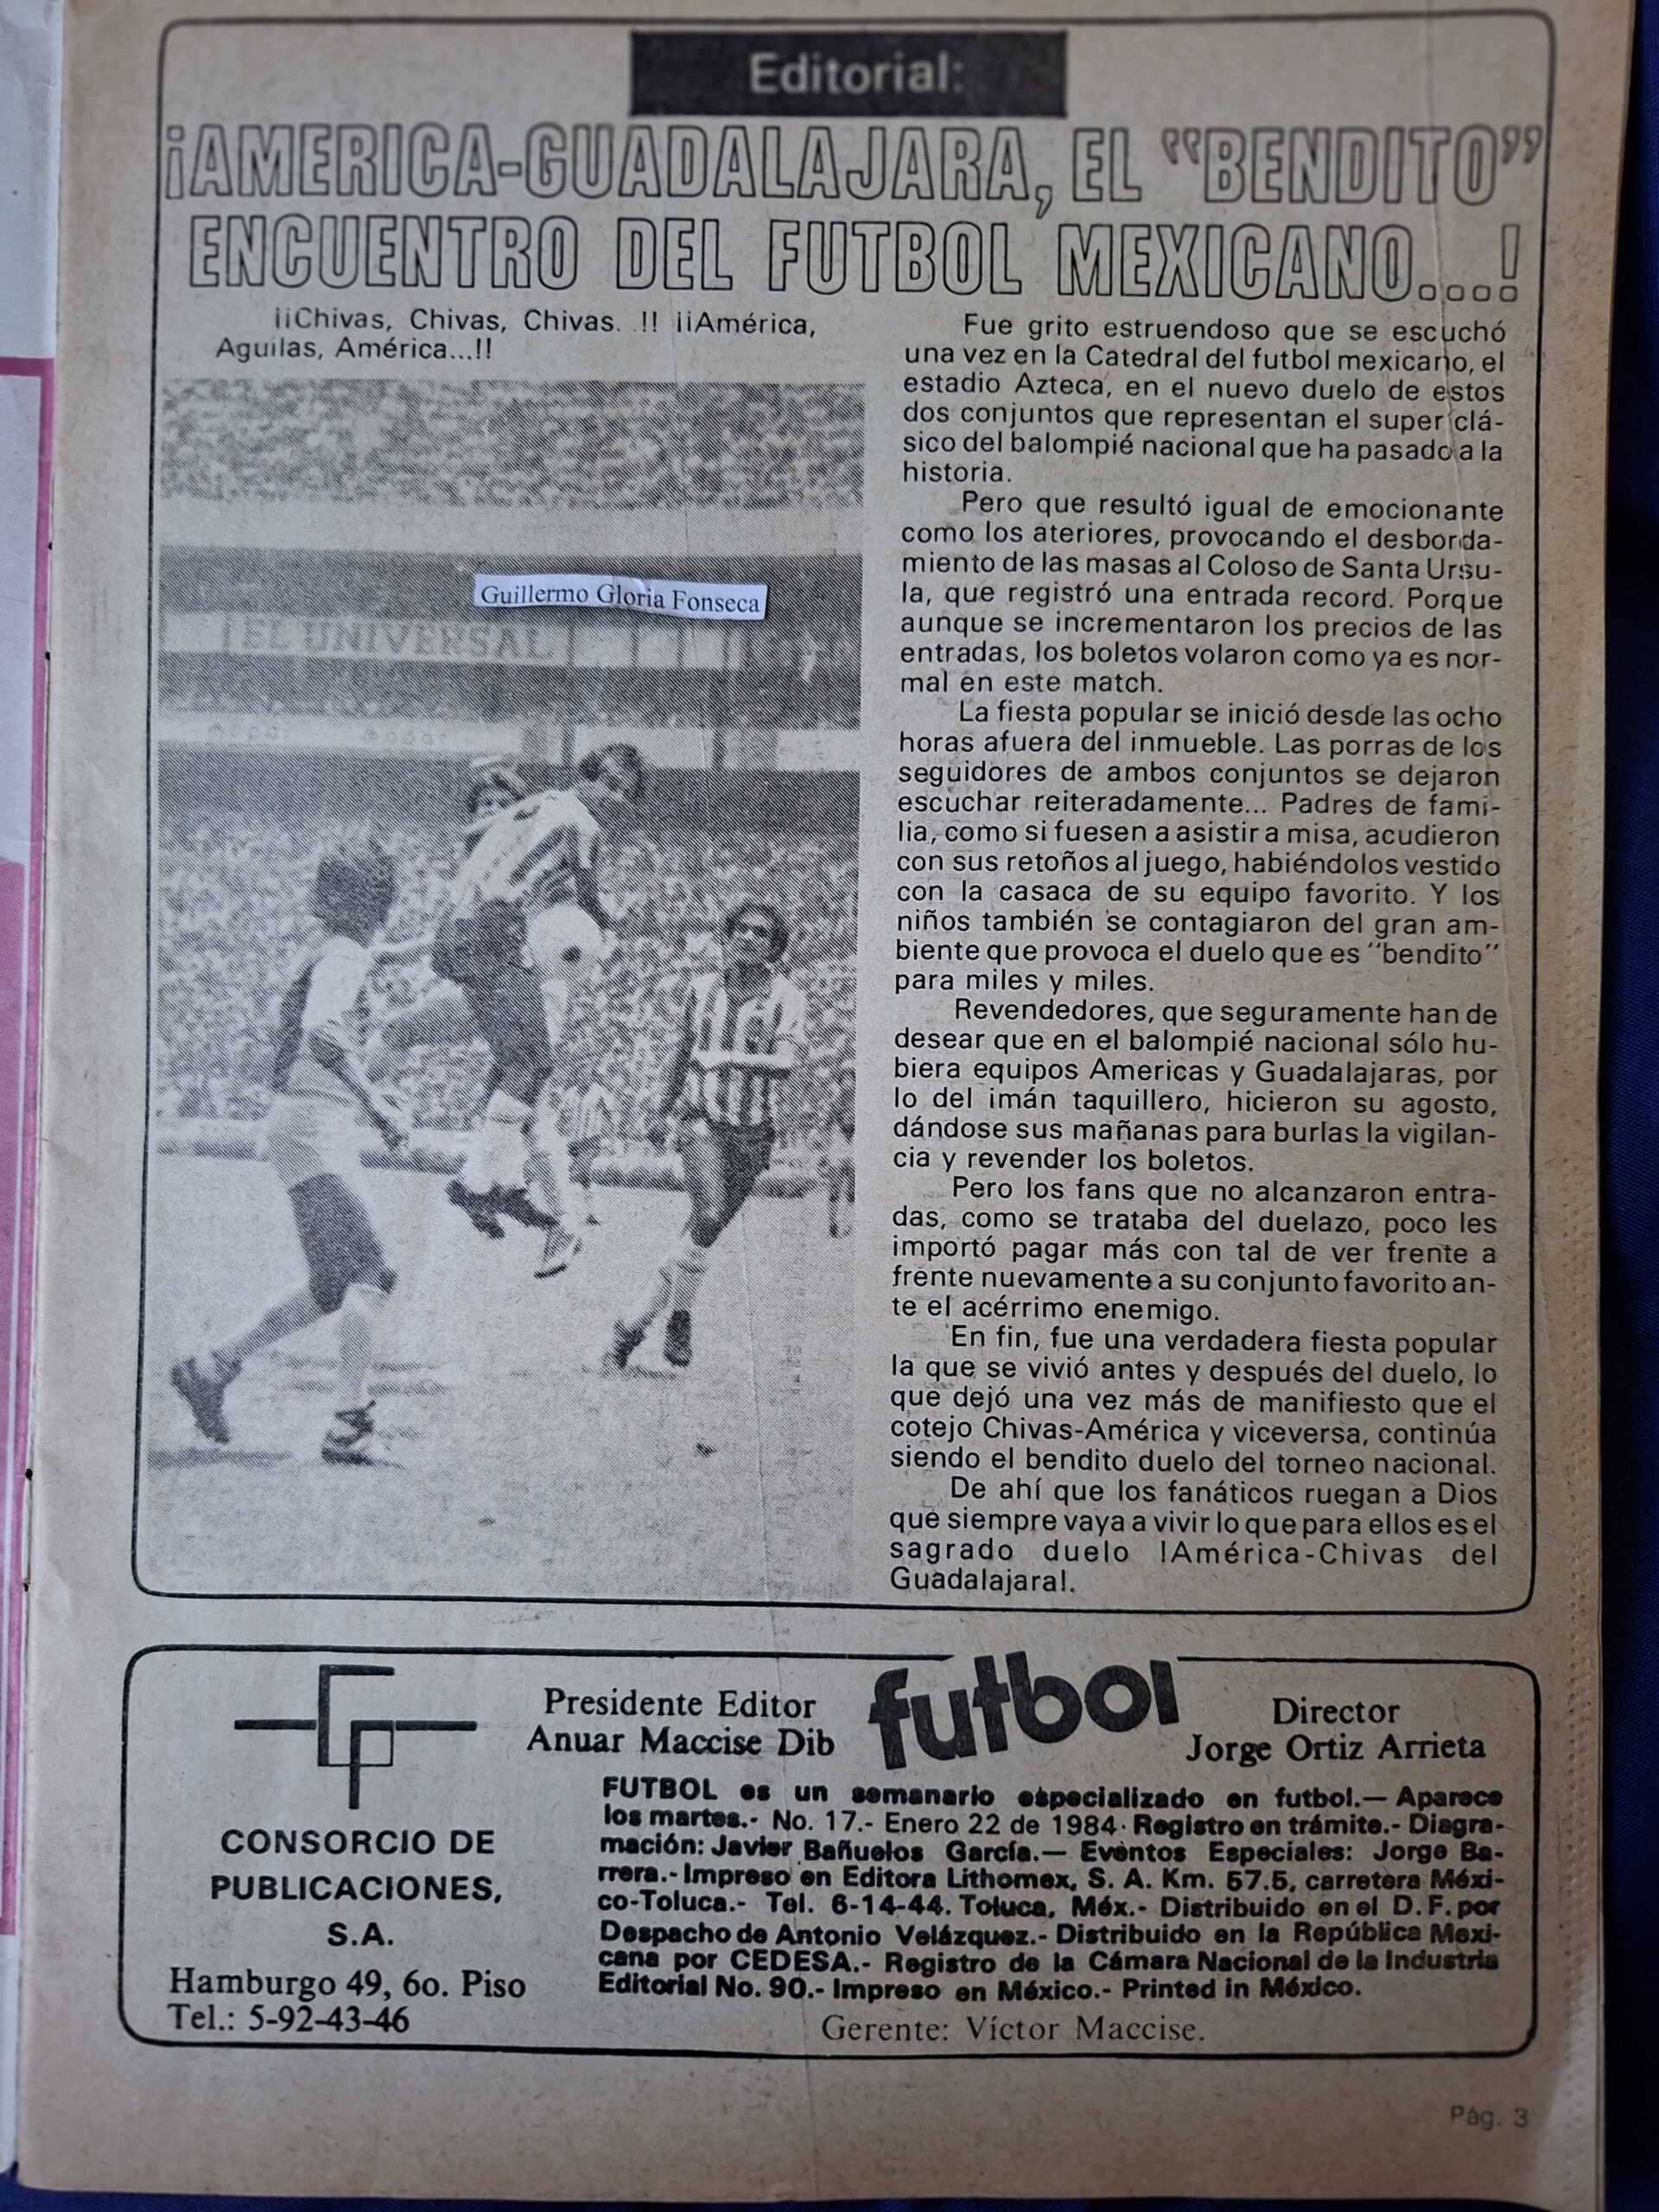 Editorial:
¡AMERICA-GUADALAJARA, EL "BENDITO"
ENCUENTRO DEL FUTBOL MEXICANO...!
¡¡Chivas, Chivas, Chivas. .!! ¡¡América,
Aguilas, América...!!
Guillermo Gloria Fonseca
EL UNIVERSAL
Fue grito estruendoso que se escuchó
una vez en la Catedral del futbol mexicano, el
estadio Azteca, en el nuevo duelo de estos
dos conjuntos que representan el super clá-
sico del balompié nacional que ha pasado a la
historia.
Pero que resultó igual de emocionante
como los ateriores, provocando el desborda-
miento de las masas al Coloso de Santa Ursu-
la, que registró una entrada record. Porque
aunque se incrementaron los precios de las
entradas, los boletos volaron como ya es nor-
mal en este match.
La fiesta popular se inició desde las ocho
horas afuera del inmueble. Las porras de los
seguidores de ambos conjuntos se dejaron
escuchar reiteradamente... Padres de fami-
lia, como si fuesen a asistir a misa, acudieron
con sus retoños al juego, habiéndolos vestido
con la casaca de su equipo favorito. Y los
niños también se contagiaron del gran am-
biente que provoca el duelo que es "bendito"
para miles y miles.
Revendedores, que seguramente han de
desear que en el balompié nacional sólo hu-
biera equipos Americas y Guadalajaras, por
lo del imán taquillero, hicieron su agosto,
dándose sus mañanas para burlas la vigilan-
cia y revender los boletos.
Pero los fans que no alcanzaron entra-
das, como se trataba del duelazo, poco les
importó pagar más con tal de ver frente a
frente nuevamente a su conjunto favorito an-
te el acérrimo enemigo.
En fin, fue una verdadera fiesta popular
la que se vivió antes y después del duelo, lo
que dejó una vez más de manifiesto que el
cotejo Chivas-América y viceversa, continúa
siendo el bendito duelo del torneo nacional.
De ahí que los fanáticos ruegan a Dios
que siempre vaya a vivir lo que para ellos es el
sagrado duelo !América-Chivas del
Guadalajara!.
CONSORCIO DE
PUBLICACIONES,
S.A.
Hamburgo 49, 6o. Piso
Tel.: 5-92-43-46
Presidente Editor
Anuar Maccise Dib
futbol
Director
Jorge Ortiz Arrieta
FUTBOL es un semanario especializado en futbol.— Aparece
los martes.- No. 17.- Enero 22 de 1984· Registro en trámite.- Diagra-
mación: Javier Bañuelos García.— Eventos Especiales: Jorge Ba-
rrera.- Impreso en Editora Lithomex, S. A. Km. 57.5, carretera Méxi-
co-Toluca.- Tel. 6-14-44. Toluca, Méx.- Distribuido en el D.F. por
Despacho de Antonio Velázquez.- Distribuido en la República Mexi-
cana por CEDESA.- Registro de la Cámara Nacional de la Industria
Editorial No. 90.- Impreso en México.- Printed in México.
Gerente: Víctor Maccise.
Pág. 3